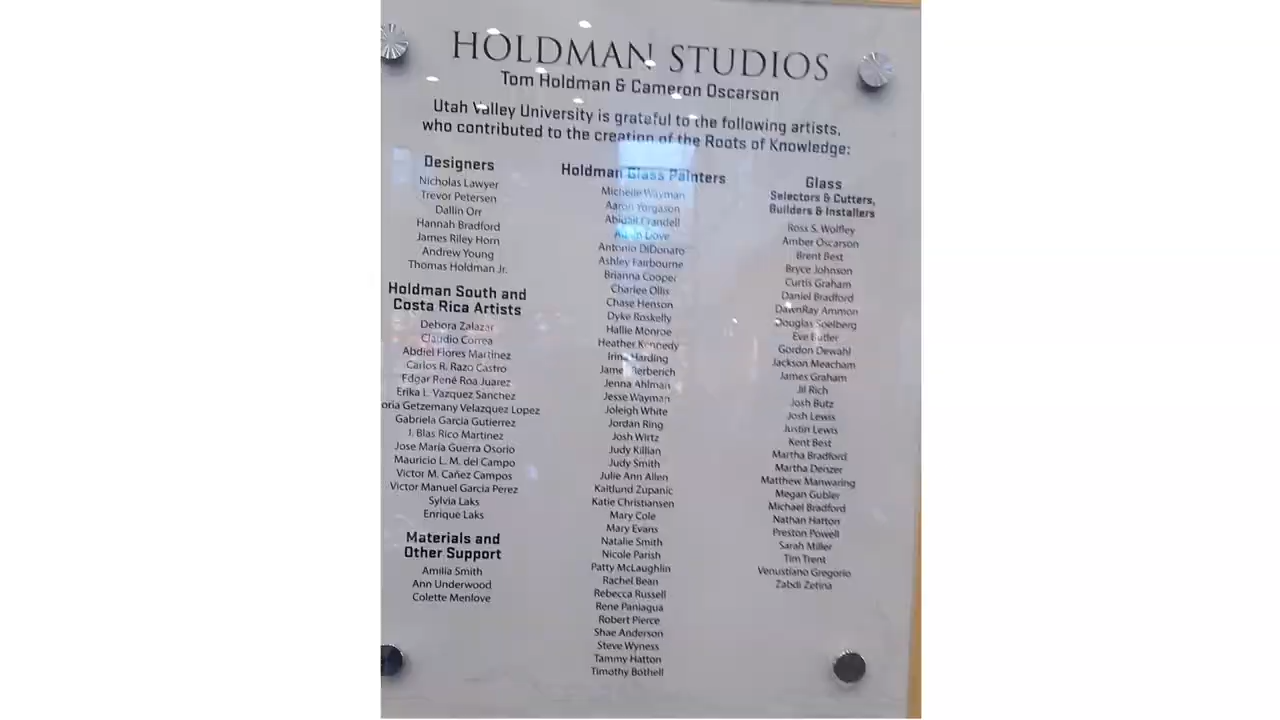 HOLDMAN STUDIOS
Tom Holdman & Cameron Oscarson
Utah Valley University is grateful to the following artists,
who contributed to the creation of the Roots of Knowledge:
Designers
Nicholas Lawyer
Trevor Petersen
Dallin Orr
Hannah Bradford
James Riley Horn
Andrew Young
Thomas Holdman Jr.
Holdman South and
Costa Rica Artists
Debora Zalazar
Claudio Correa
Abdiel Flores Martinez
Carlos R. Razo Castro
Edgar René Roa Juarez
Erika L. Vazquez Sanchez
Getzemany Velazquez Lopez
Gabriela Garcia Gutierrez
J. Blas Rico Martinez
Jose María Guerra Osorio
Mauricio L. M. del Campo
Victor M. Cañez Campos
Victor Manuel Garcia Perez
Sylvia Laks
Enrique Laks
Materials and
Other Support
Amilia Smith
Ann Underwood
Colette Menlove
Holdman Glass Painters
Michelle Wayman
Aaron Yorgason
Abigail Crandell
Love
Antonio DiDonato
Ashley Fairbourne
Brianna Cooper
Charlee Ollis
Chase Henson
Dyke Roskelly
Hallie Monroe
Heather Kennedy
Irina Harding
Berberich
Jenna Ahlman
Jesse Wayman
Joleigh White
Jordan Ring
Josh Wirtz
Judy Killian
Judy Smith
Julie Ann Allen
Kaitlund Zupanic
Katie Christiansen
Mary Cole
Mary Evans
Natalie Smith
Nicole Parish
Patty McLaughlin
Rachel Bean
Rebecca Russell
Rene Paniagua
Robert Pierce
Shae Anderson
Steve Wyness
Tammy Hatton
Timothy Bothell
Glass
Selectors & Cutters,
Builders & Installers
Ross S. Wolfley
Amber Oscarson
Brent Best
Bryce Johnson
Curtis Graham
Daniel Bradford
DawnRay Ammon
Douglas Soelberg
Eve Butler
Gordon Dewahl
Jackson Meacham
James Graham
Jil Rich
Josh Butz
Josh Lewis
Justin Lewis
Kent Best
Martha Bradford
Martha Denzer
Matthew Manwaring
Megan Gubler
Michael Bradford
Nathan Hatton
Preston Powell
Sarah Miller
Tim Trent
Venustiano Gregorio
Zabdi Zetina